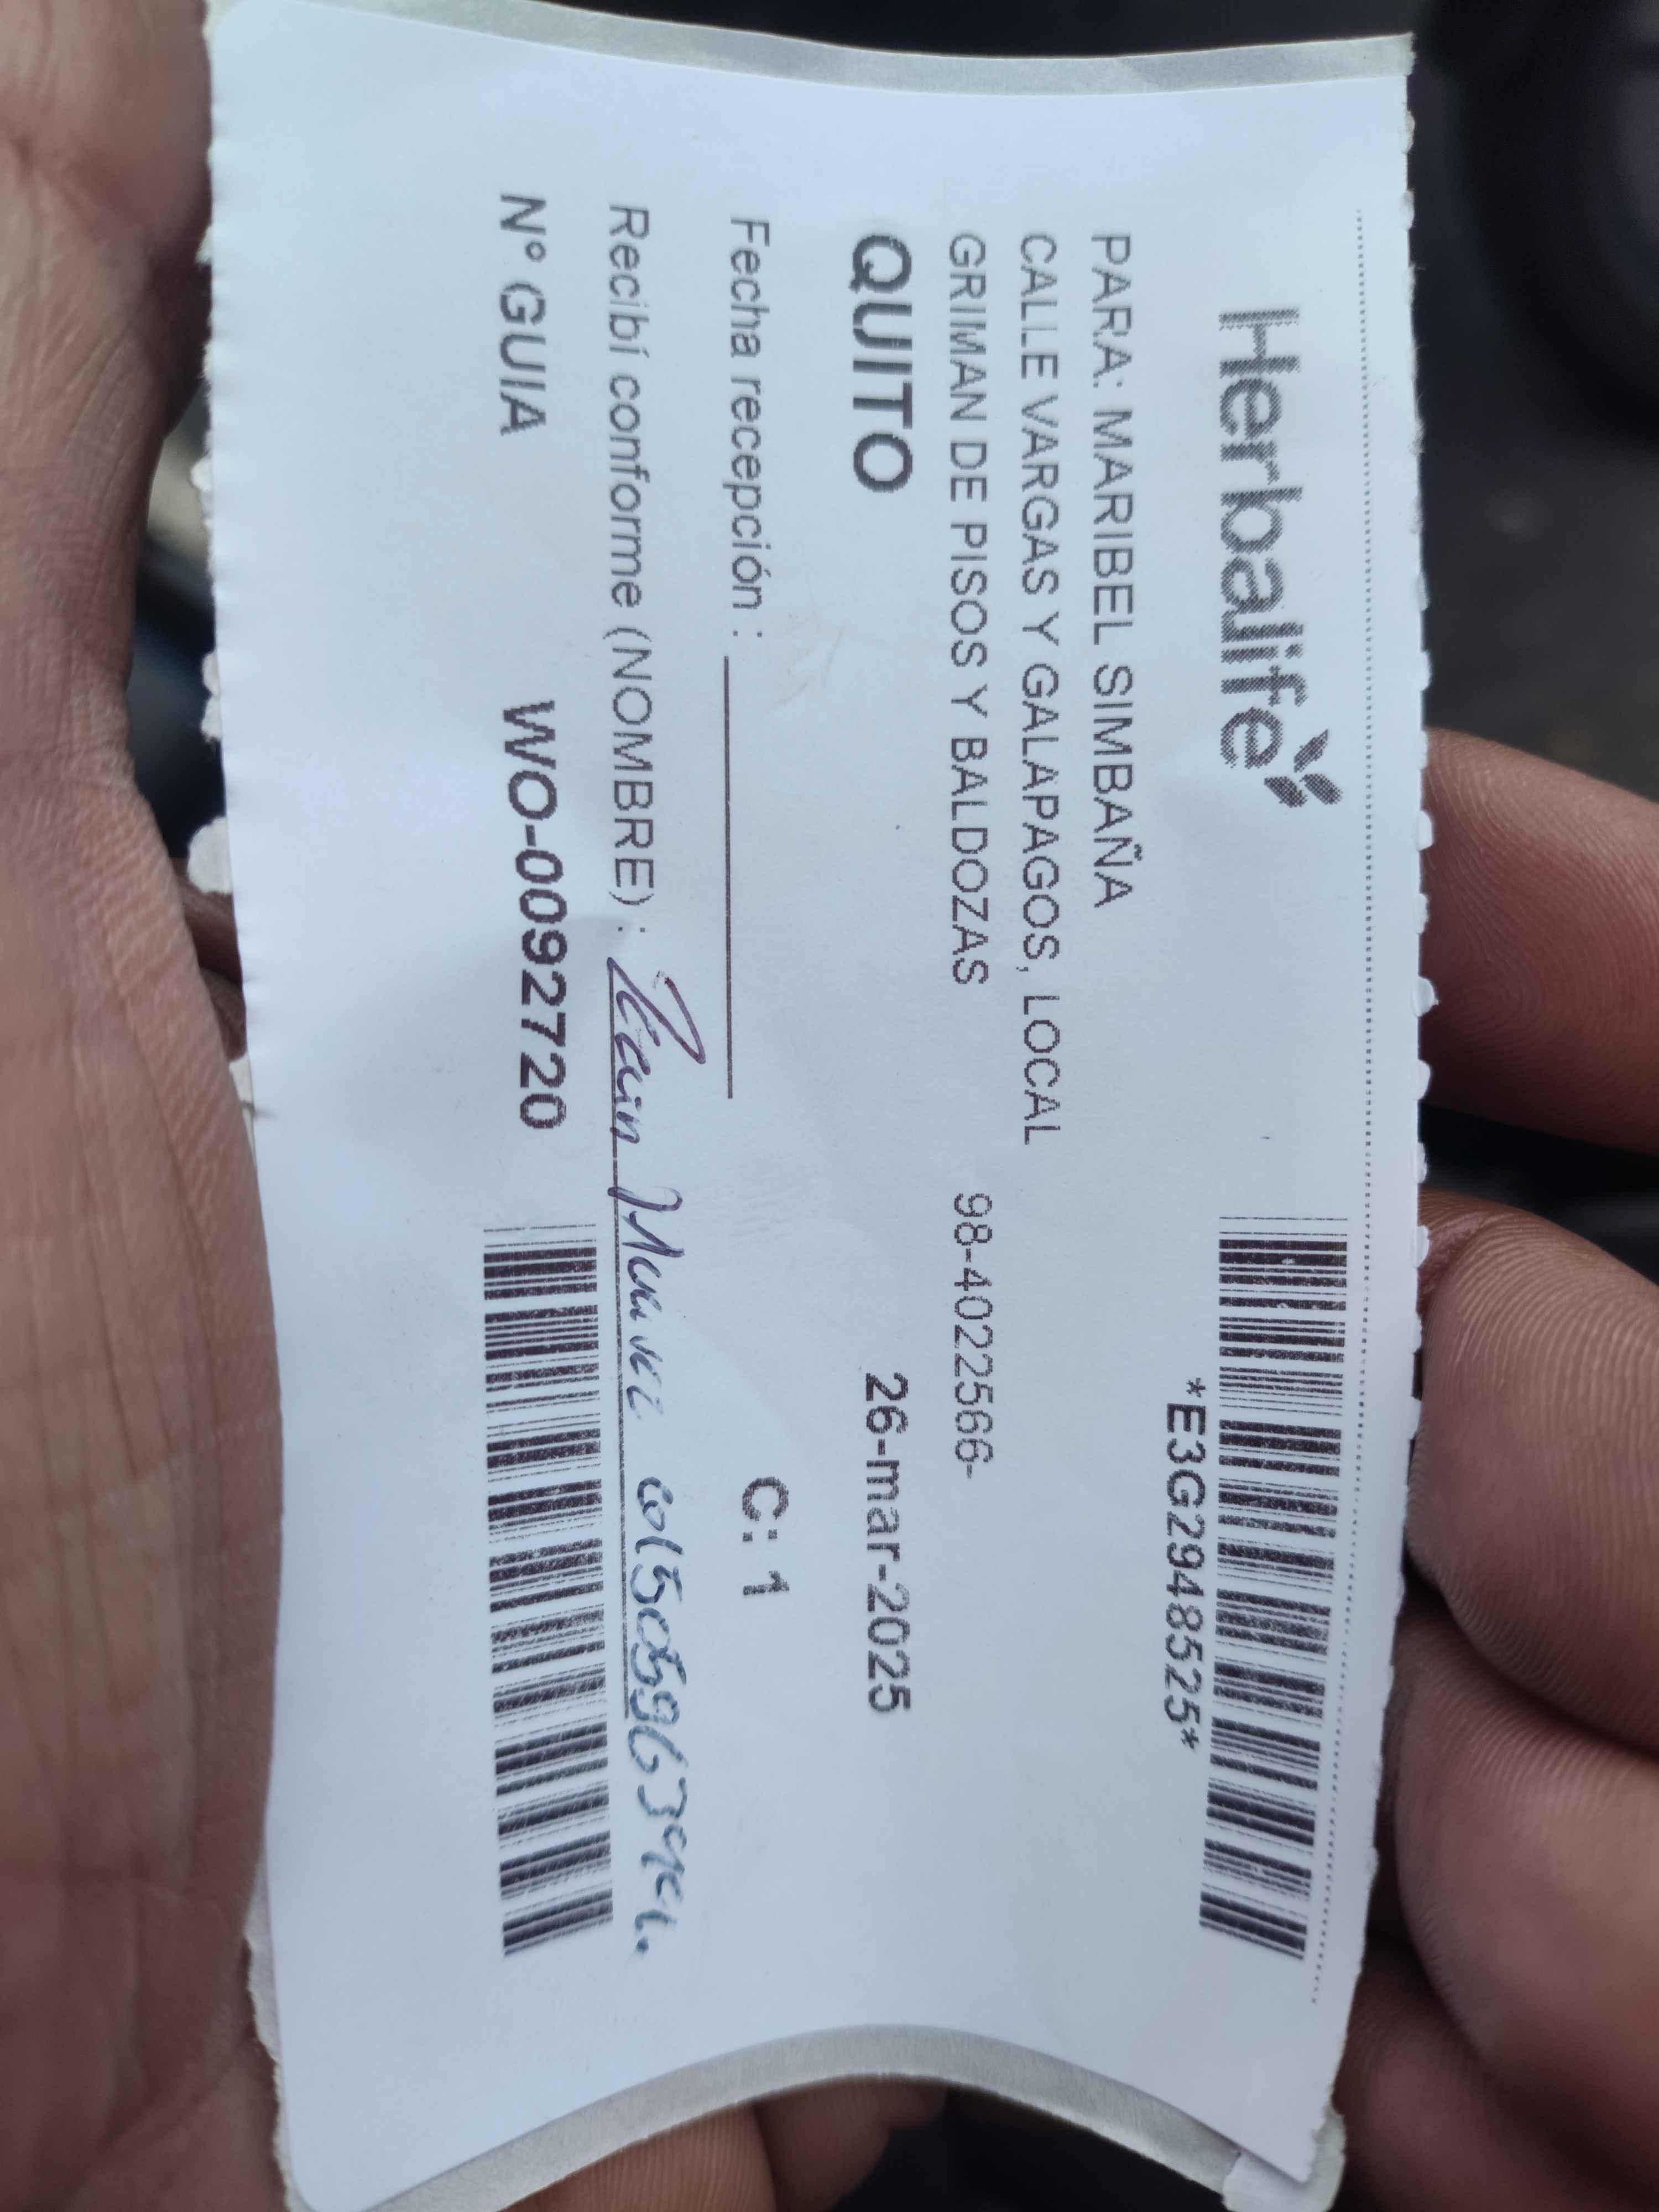 Herbalife
*E3G2948525*
PARA: MARIBEL SIMBAÑA
CALLE VARGAS Y GALAPAGOS, LOCAL
GRIMAN DE PISOS Y BALDOZAS 98-4022566-
QUITO 26-mar-2025
Fecha recepción : C: 1
Recibí conforme (NOMBRE) :
Nº GUIA WO-00927720